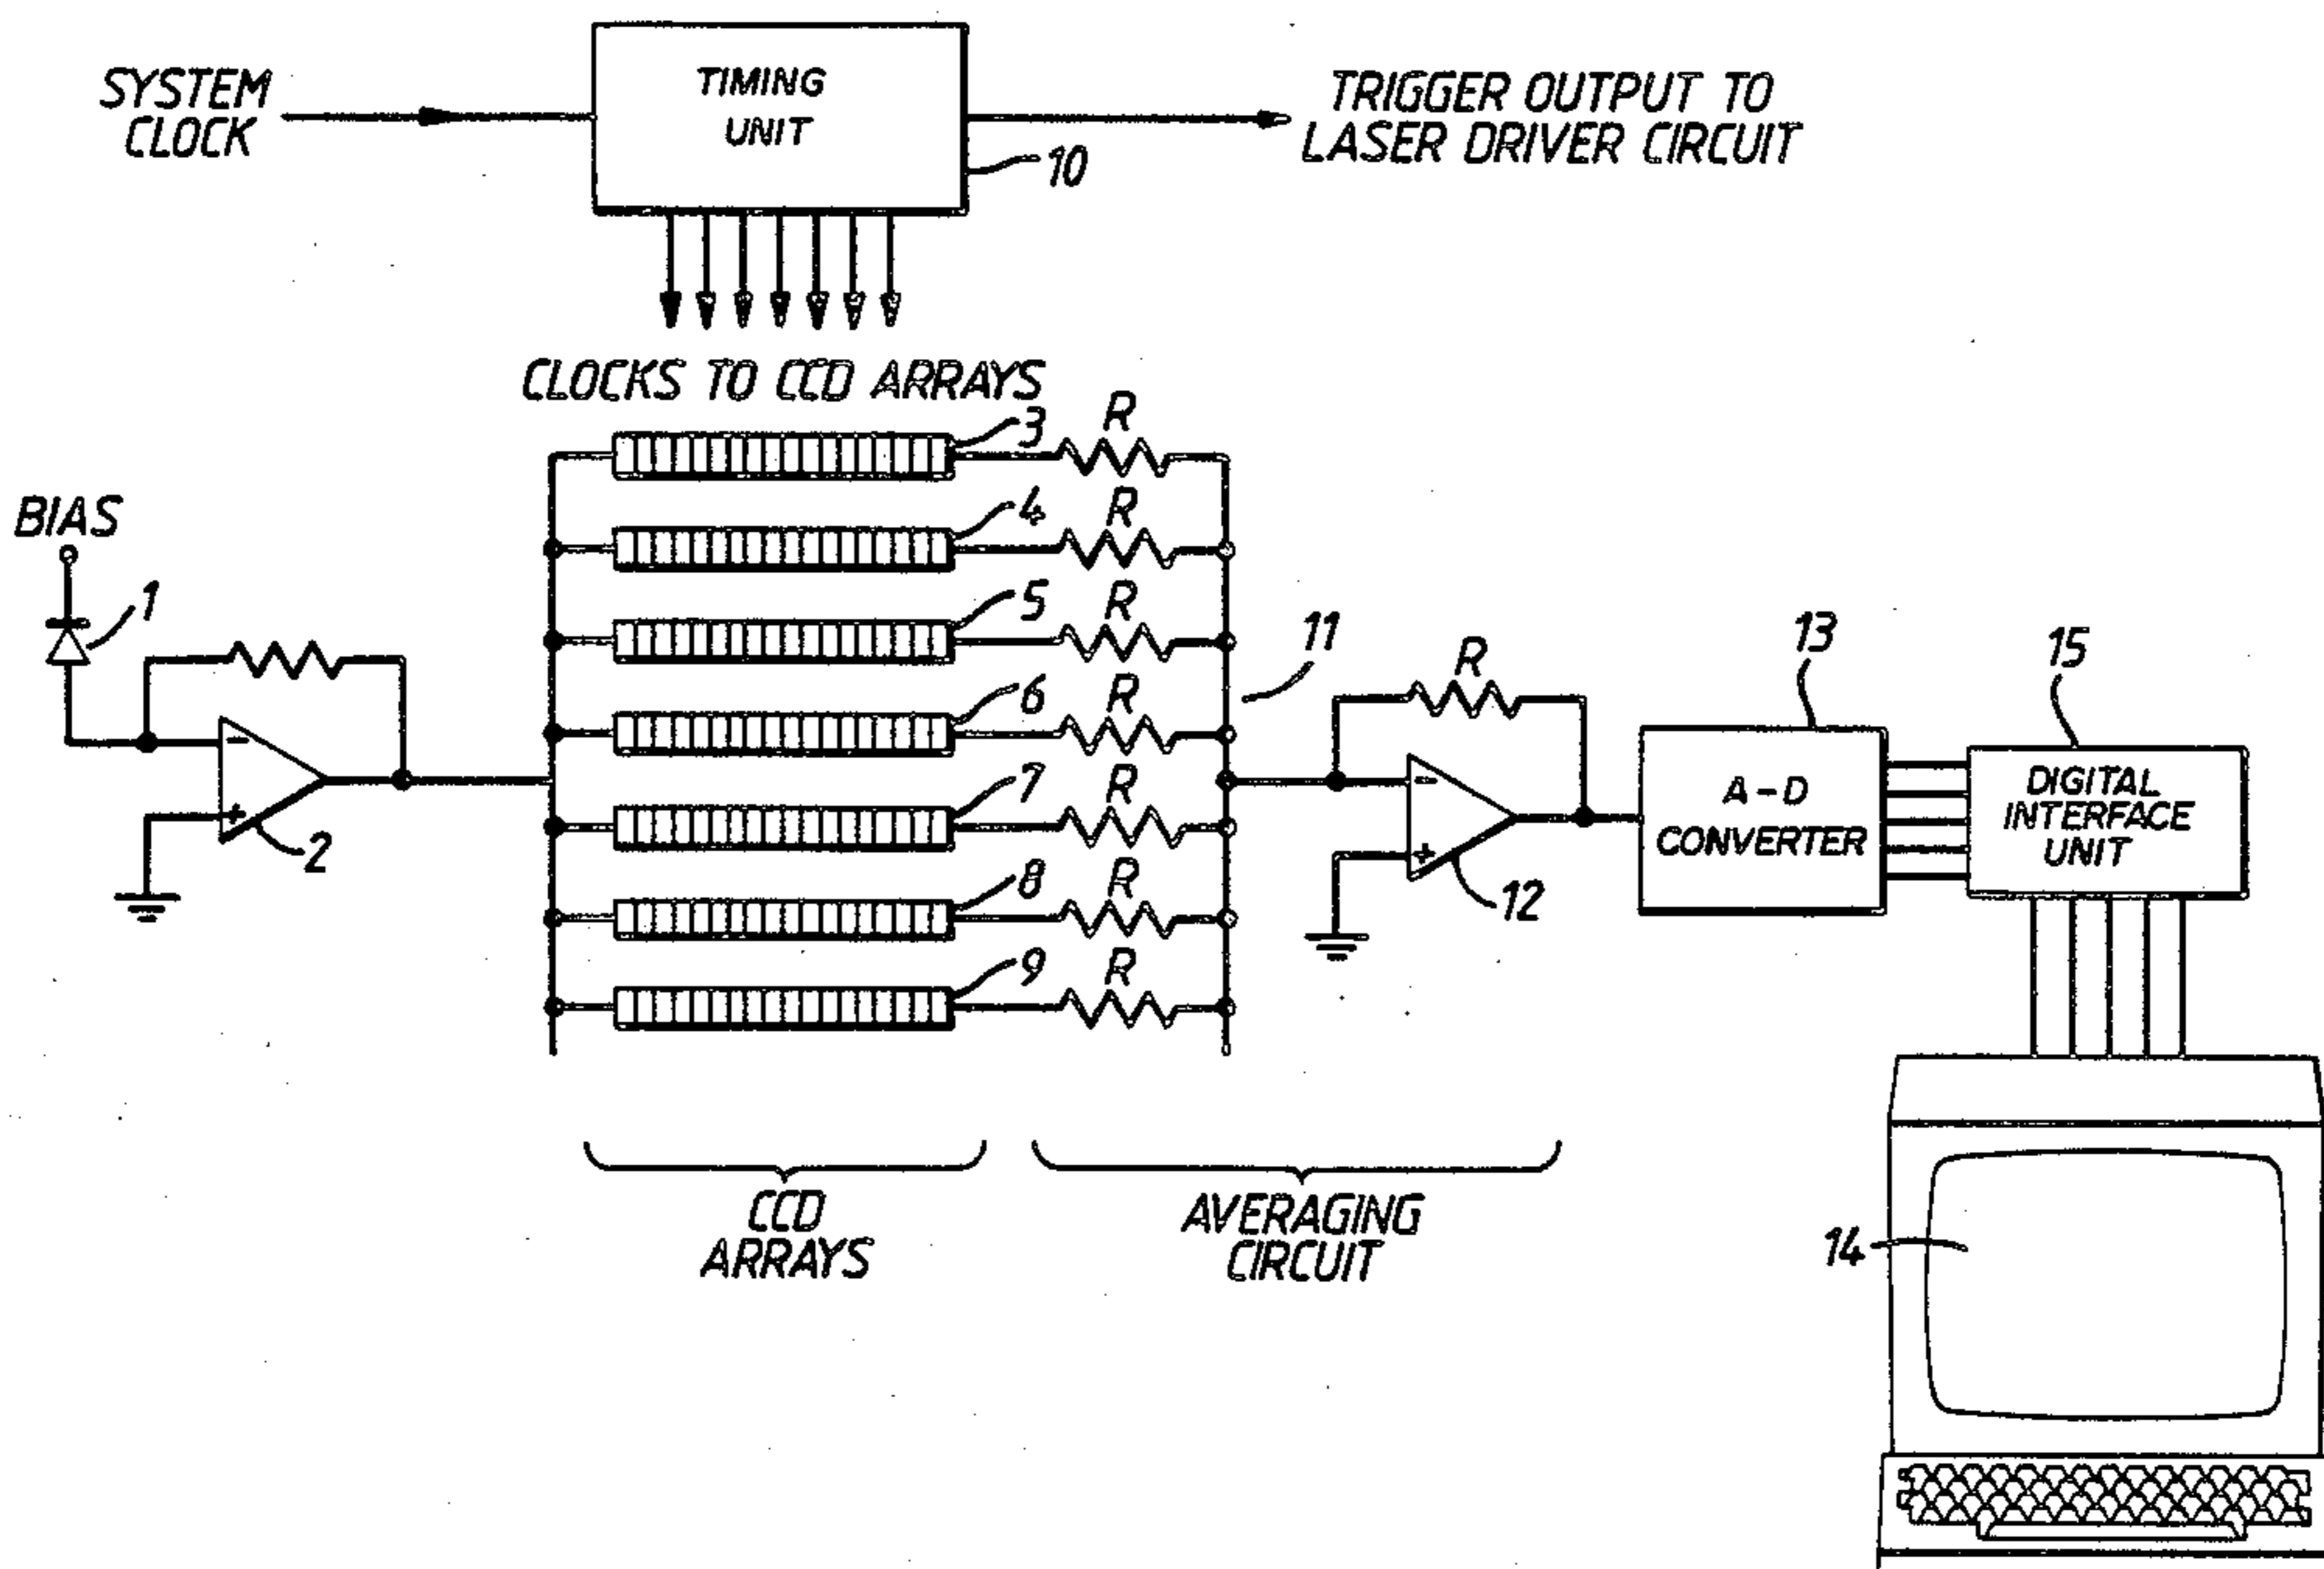 SYSTEM
CLOCK
TIMING
UNIT
10
TRIGGER OUTPUT TO
LASER DRIVER CIRCUIT
CLOCKS TO CCD ARRAYS
3
R
4
R
5
R
6
R
7
R
8
R
9
R
BIAS
1
-
+
2
11
R
-
+
12
13
A-D
CONVERTER
15
DIGITAL
INTERFACE
UNIT
14
CCD
ARRAYS
AVERAGING
CIRCUIT